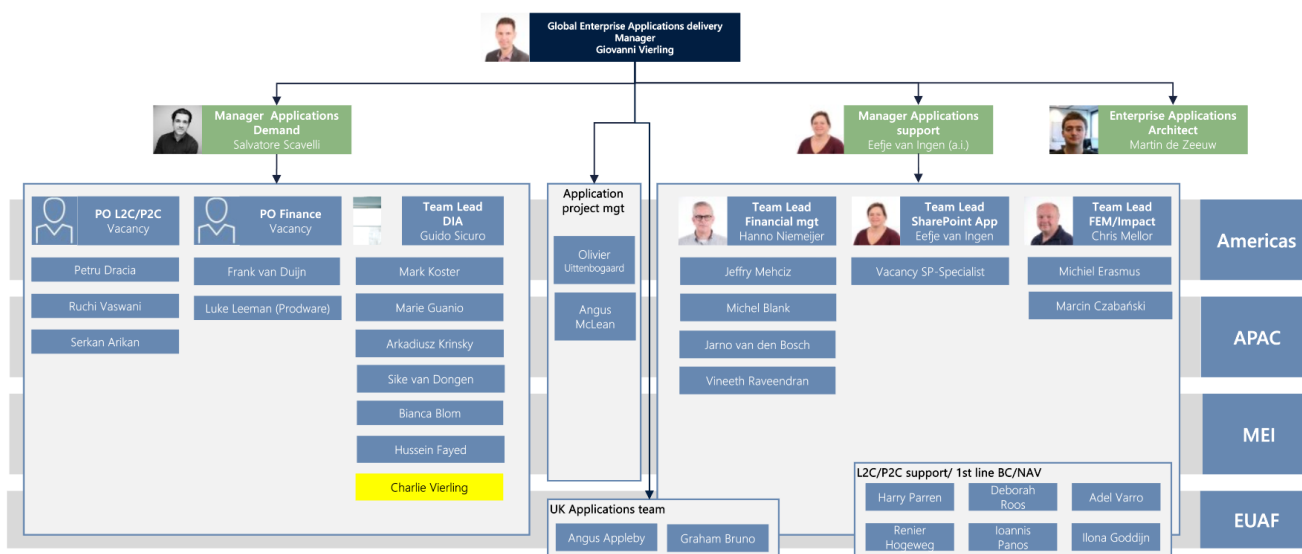 Global Enterprise Applications delivery
Manager
Giovanni Vierling
Manager Applications
Demand
Salvatore Scavelli
Manager Applications
support
Eefje van Ingen (a.i.)
Enterprise Applications
Architect
Martin de Zeeuw
PO L2C/P2C
Vacancy
Petru Dracia
Ruchi Vaswani
Serkan Arikan
PO Finance
Vacancy
Frank van Duijn
Luke Leeman (Prodware)
Team Lead
DIA
Guido Sicuro
Mark Koster
Marie Guanio
Arkadiusz Krinsky
Sike van Dongen
Bianca Blom
Hussein Fayed
Charlie Vierling
Application
project mgt
Olivier
Uittenbogaard
Angus
McLean
Team Lead
Financial mgt
Hanno Niemeijer
Jeffry Mehciz
Michel Blank
Jarno van den Bosch
Vineeth Raveendran
Team Lead
SharePoint App
Eefje van Ingen
Vacancy SP-Specialist
Team Lead
FEM/Impact
Chris Mellor
Michiel Erasmus
Marcin Czabański
Americas
APAC
MEI
EUAF
UK Applications team
Angus Appleby
Graham Bruno
L2C/P2C support/ 1st line BC/NAV
Harry Parren
Deborah
Roos
Adel Varro
Renier
Hogeweg
Ioannis
Panos
Ilona Goddijn